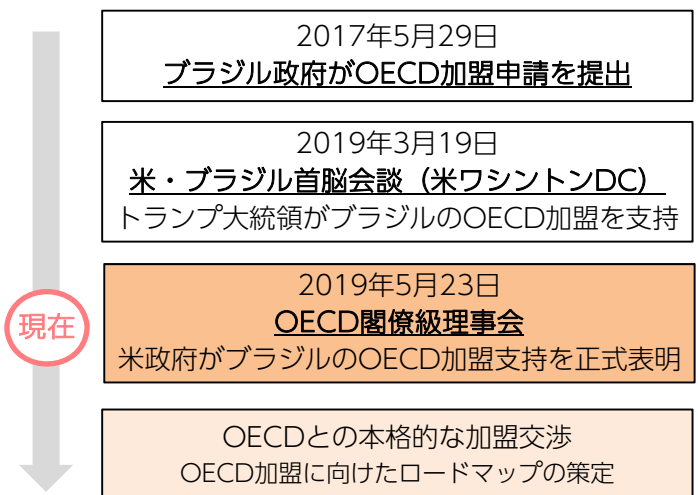 2017年5月29日
ブラジル政府がOECD加盟申請を提出
2019年3月19日
米・ブラジル首脳会談（米ワシントンDC）
トランプ大統領がブラジルのOECD加盟を支持
2019年5月23日
OECD閣僚級理事会
米政府がブラジルのOECD加盟支持を正式表明
現在
OECDとの本格的な加盟交渉
OECD加盟に向けたロードマップの策定